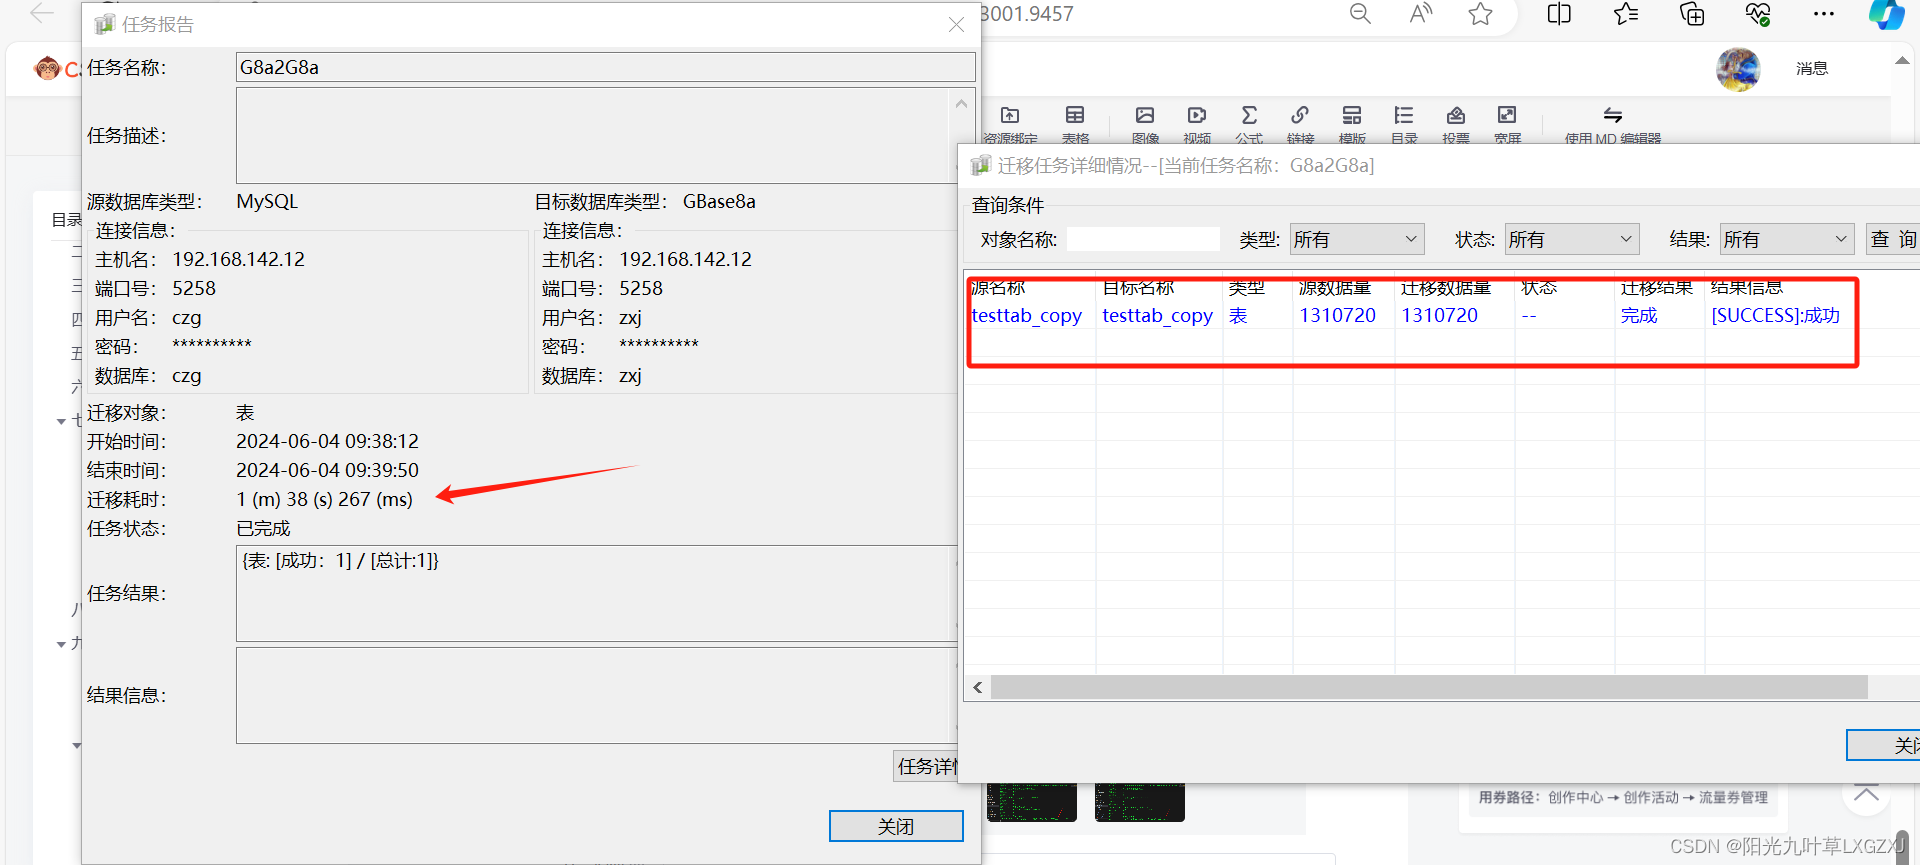 任务报告
3001.9457
任务名称：
G8a2G8a
任务描述：
源数据库类型： MySQL
目标数据库类型： GBase8a
连接信息：
主机名： 192.168.142.12
端口号： 5258
用户名： czg
密码： **********
数据库： czg
连接信息：
主机名： 192.168.142.12
端口号： 5258
用户名： zxj
密码： **********
数据库： zxj
迁移对象： 表
开始时间： 2024-06-04 09:38:12
结束时间： 2024-06-04 09:39:50
迁移耗时： 1 (m) 38 (s) 267 (ms)
任务状态： 已完成
任务结果：
{表: [成功：1] / [总计:1]}
结果信息：
任务详
关闭
消息
资源绑定 表格 图像 视频 公式 链接 模版 目录 投票 宽屏 使用 MD 编辑器
目录
二
三
四
五
六
七
八
九
迁移任务详细情况--[当前任务名称：G8a2G8a]
查询条件
对象名称: 类型: 所有 状态: 所有 结果: 所有 查 询
源名称 目标名称 类型 源数据量 迁移数据量 状态 迁移结果 结果信息
testtab_copy testtab_copy 表 1310720 1310720 -- 完成 [SUCCESS]:成功
关闭
用券路径：创作中心→创作活动→流量券管理
CSDN @阳光九叶草LXGZXJ